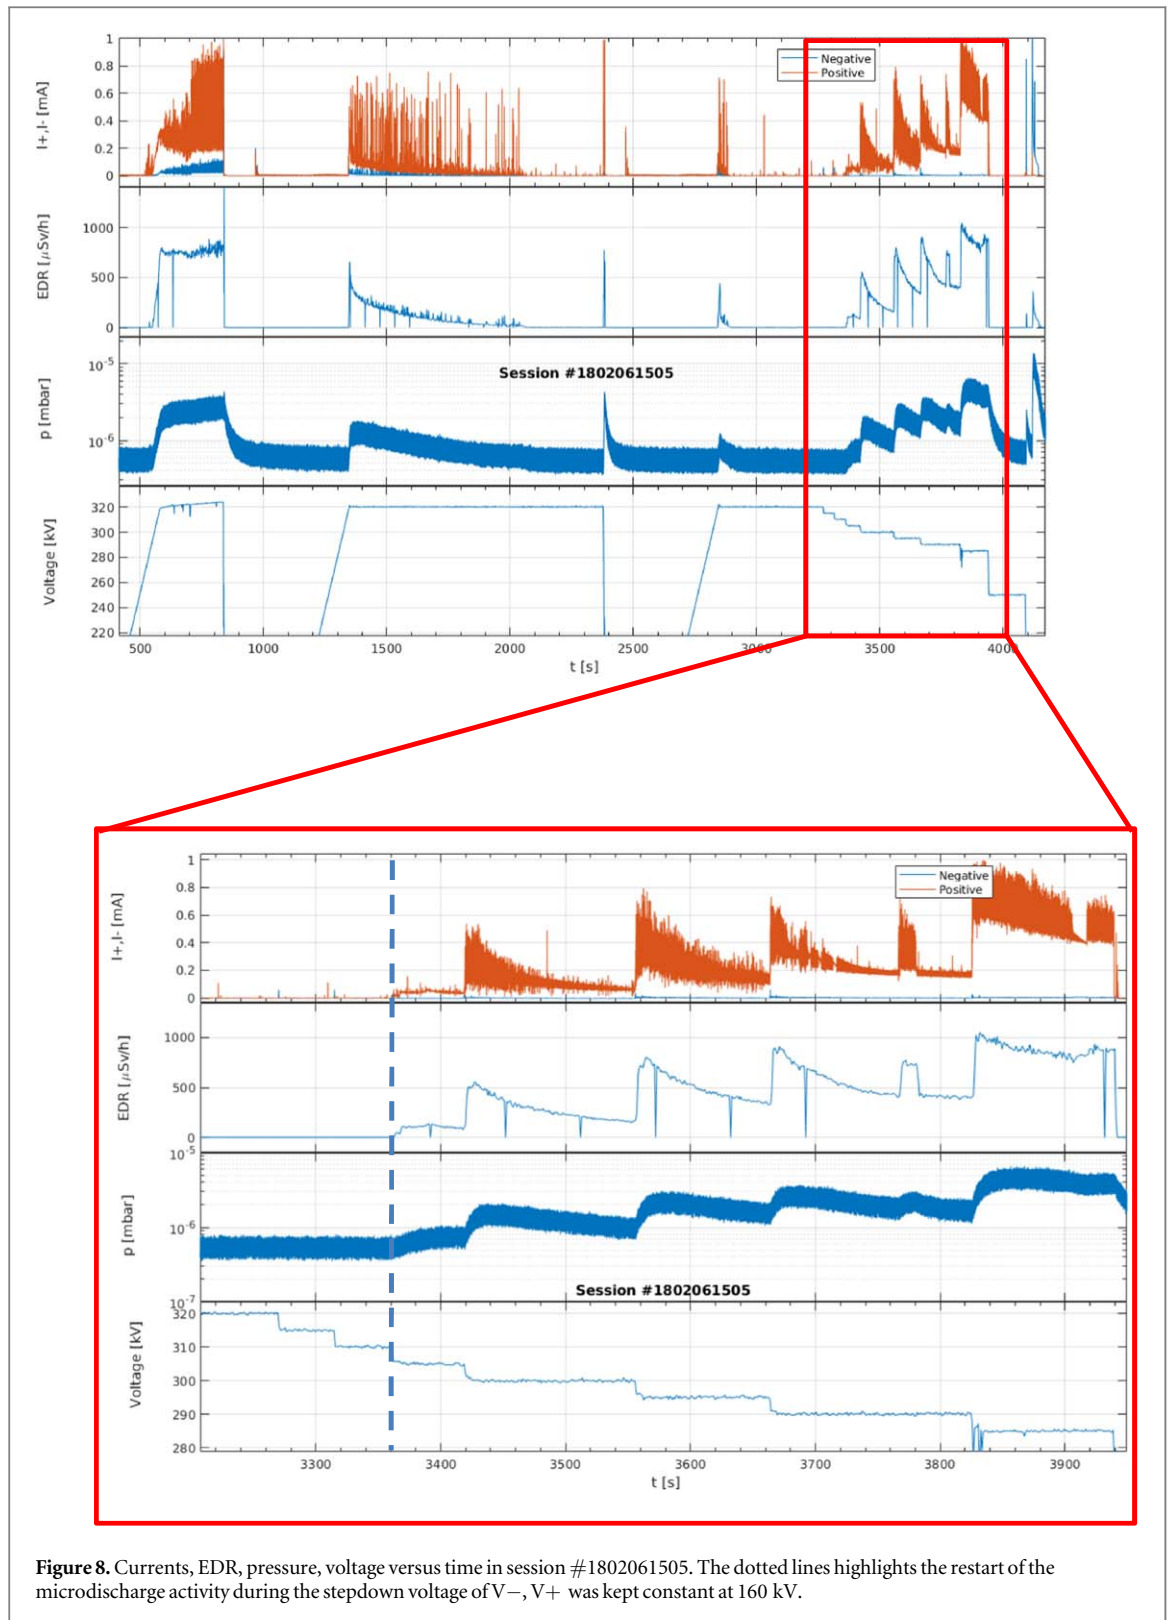 1
0.8
0.6
0.4
0.2
0
I+,I- [mA]
Negative
Positive
1000
500
0
EDR [μSv/h]
10-5
10-6
p [mbar]
Session #1802061505
320
300
280
260
240
220
Voltage [kV]
500 1000 1500 2000 2500 3000 3500 4000
t [s]
1
0.8
0.6
0.4
0.2
0
I+,I- [mA]
Negative
Positive
1000
500
0
EDR [μSv/h]
10-5
10-6
10-7
p [mbar]
Session #1802061505
320
310
300
290
280
Voltage [kV]
3300 3400 3500 3600 3700 3800 3900
t [s]
Figure 8. Currents, EDR, pressure, voltage versus time in session #1802061505. The dotted lines highlights the restart of the
microdischarge activity during the stepdown voltage of V−, V+ was kept constant at 160 kV.